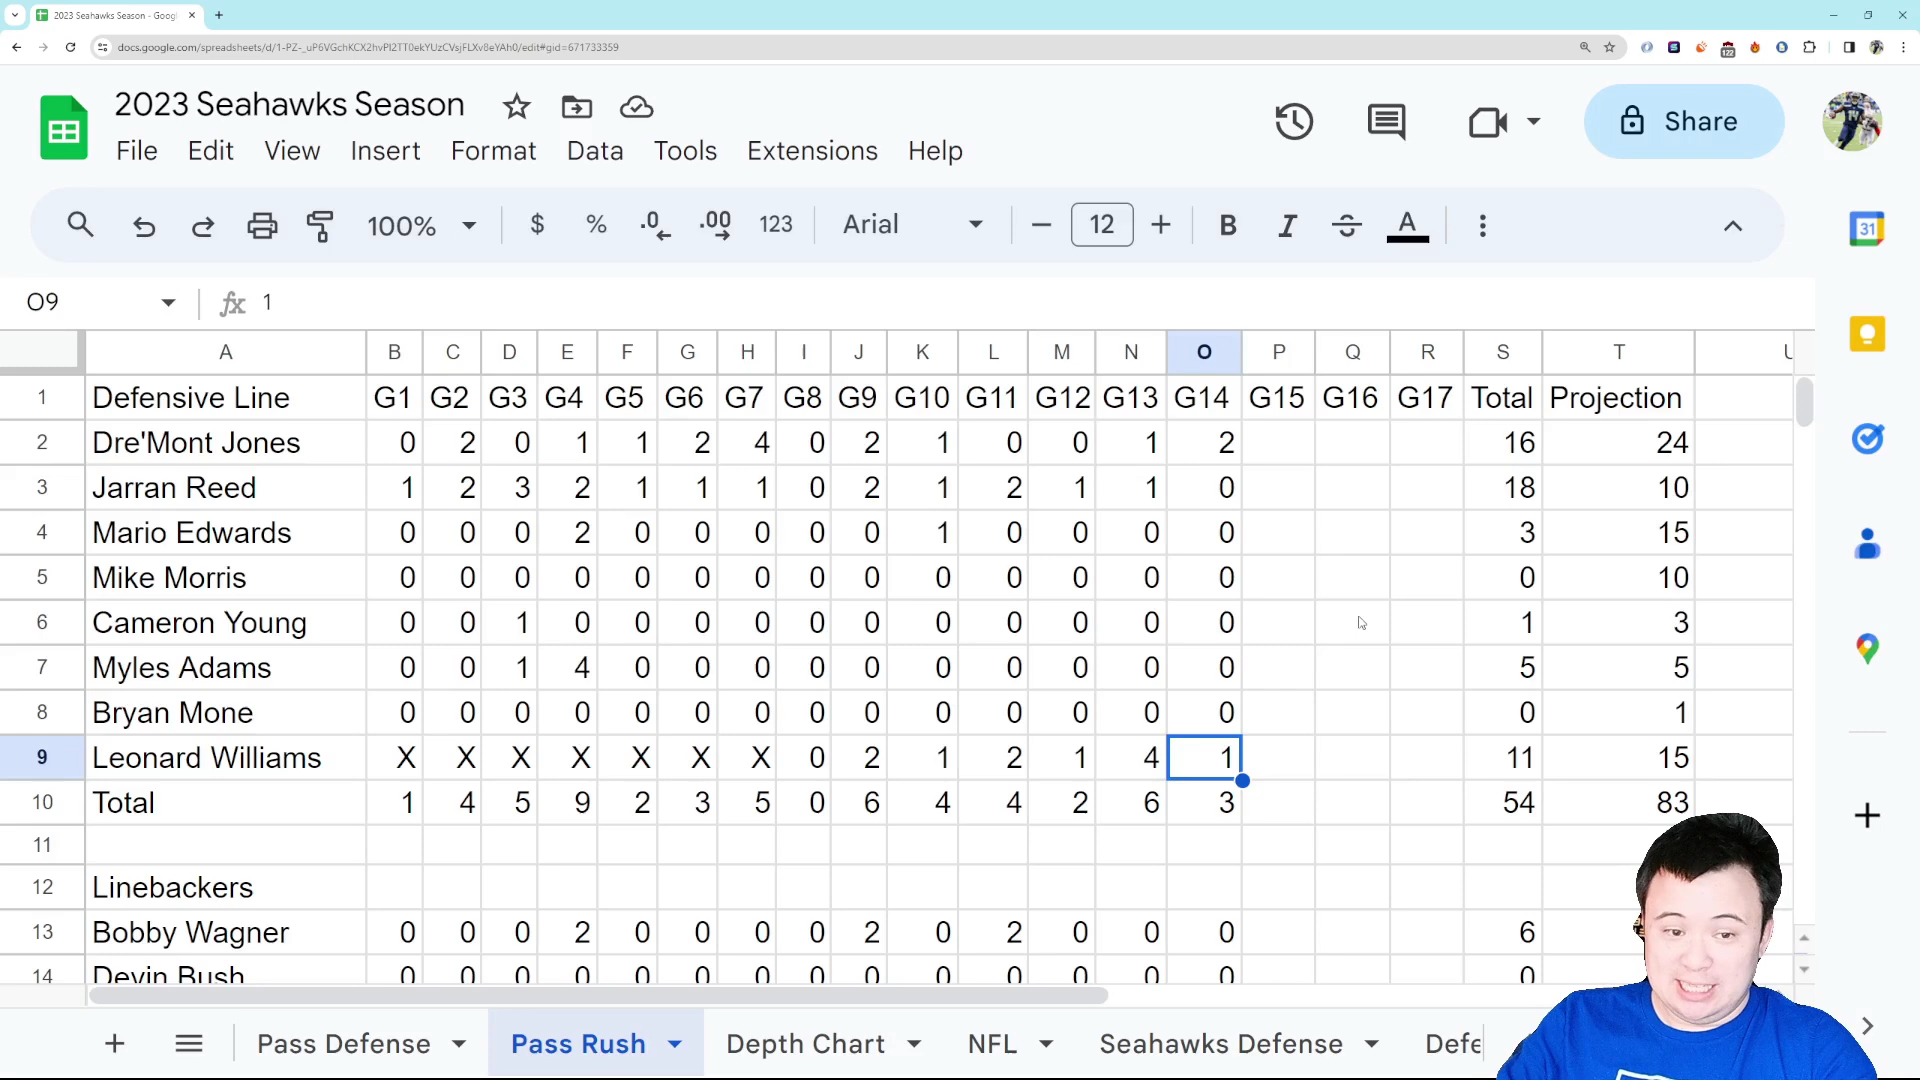 2023 Seahawks Season - Goog
docs.google.com/spreadsheets/d/1-PZ-_uP6VGchKCX2hvPI2TT0ekYUzCVsjFLXv8eYAh0/edit#gid=671733359
122
2023 Seahawks Season
File Edit View Insert Format Data Tools Extensions Help
Share
100% $ % .0 .00 123 Arial 12 B I S A
31
O9 fx 1
A B C D E F G H I J K L M N O P Q R S T U
1 Defensive Line G1 G2 G3 G4 G5 G6 G7 G8 G9 G10 G11 G12 G13 G14 G15 G16 G17 Total Projection
2 Dre'Mont Jones 0 2 0 1 1 2 4 0 2 1 0 0 1 2 16 24
3 Jarran Reed 1 2 3 2 1 1 1 0 2 1 2 1 1 0 18 10
4 Mario Edwards 0 0 0 2 0 0 0 0 0 1 0 0 0 0 3 15
5 Mike Morris 0 0 0 0 0 0 0 0 0 0 0 0 0 0 0 10
6 Cameron Young 0 0 1 0 0 0 0 0 0 0 0 0 0 0 1 3
7 Myles Adams 0 0 1 4 0 0 0 0 0 0 0 0 0 0 5 5
8 Bryan Mone 0 0 0 0 0 0 0 0 0 0 0 0 0 0 0 1
9 Leonard Williams X X X X X X X 0 2 1 2 1 4 1 11 15
10 Total 1 4 5 9 2 3 5 0 6 4 4 2 6 3 54 83
11
12 Linebackers
13 Bobby Wagner 0 0 0 2 0 0 0 0 2 0 2 0 0 0 6
14 Devin Bush 0 0 0 0 0 0 0 0 0 0 0 0 0 0 0
Pass Defense Pass Rush Depth Chart NFL Seahawks Defense Defe